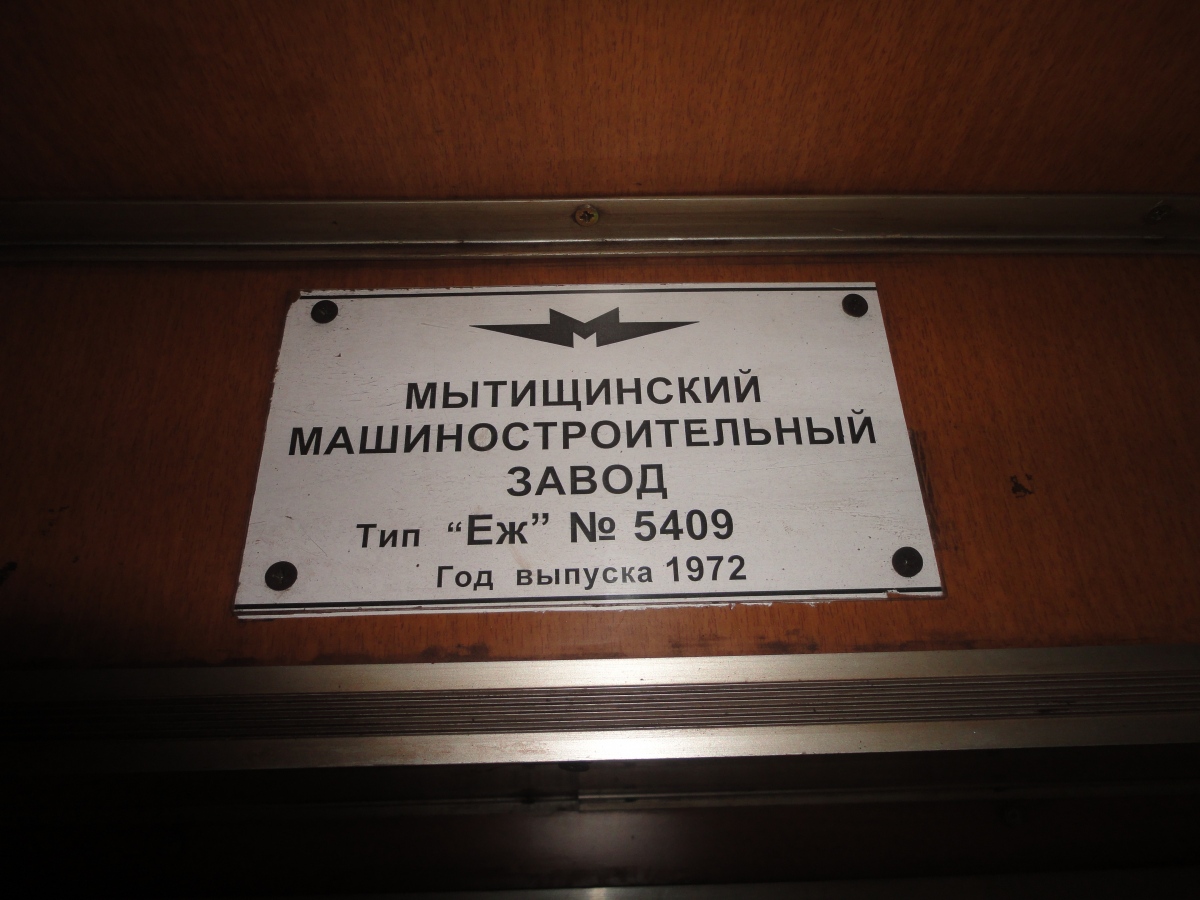 МЫТИЩИНСКИЙ
МАШИНОСТРОИТЕЛЬНЫЙ
ЗАВОД
Тип “Еж” № 5409
Год выпуска 1972